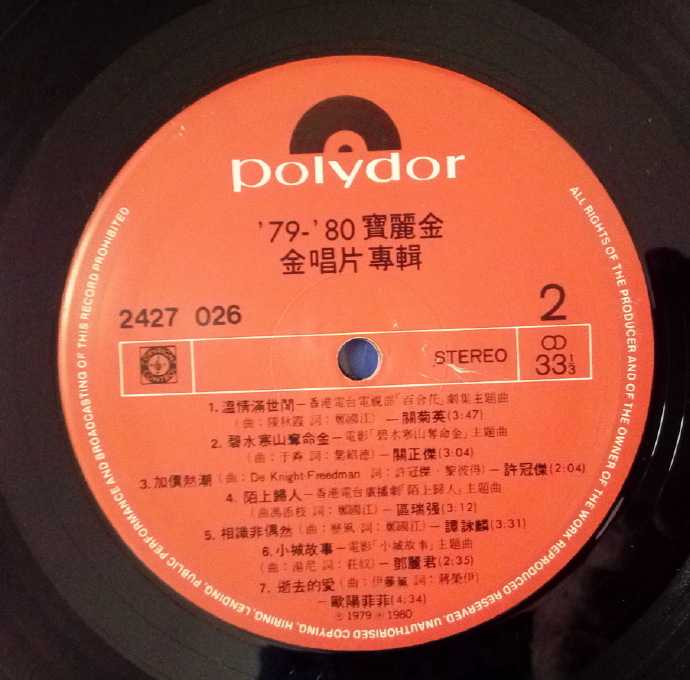 polydor
'79-'80 寶麗金
金唱片專輯
2427 026
2
STEREO
33 1/3
1. 溫情滿世間—香港電台電視部「百合花」劇集主題曲
(曲：陳秋霞 詞：鄭國江)—關菊英(3:47)
2. 碧水寒山奪命金—電影「碧水寒山奪命金」主題曲
(曲：于粦 詞：葉紹德)—關正傑(3:04)
3. 加價熱潮 (曲：De Knight-Freedman 詞：許冠傑·黎彼得)—許冠傑(2:04)
4. 陌上歸人—香港電台廣播劇「陌上歸人」主題曲
(曲馮添枝 詞：鄭國江)—區瑞强(3:12)
5. 相識非偶然 (曲： 詞：鄭國江)—譚詠麟(3:31)
6. 小城故事—電影「小城故事」主題曲
(曲：湯尼 詞：莊奴)—鄧麗君(2:35)
7. 逝去的愛 (曲：伊藤薰 詞：蔣榮伊)
—歐陽菲菲(4:34)
℗ 1979 ℗ 1980
ALL RIGHTS OF THE PRODUCER AND OF THE OWNER OF THE WORK REPRODUCED RESERVED. UNAUTHORISED COPYING, HIRING, LENDING, PUBLIC PERFORMANCE AND BROADCASTING OF THIS RECORD PROHIBITED